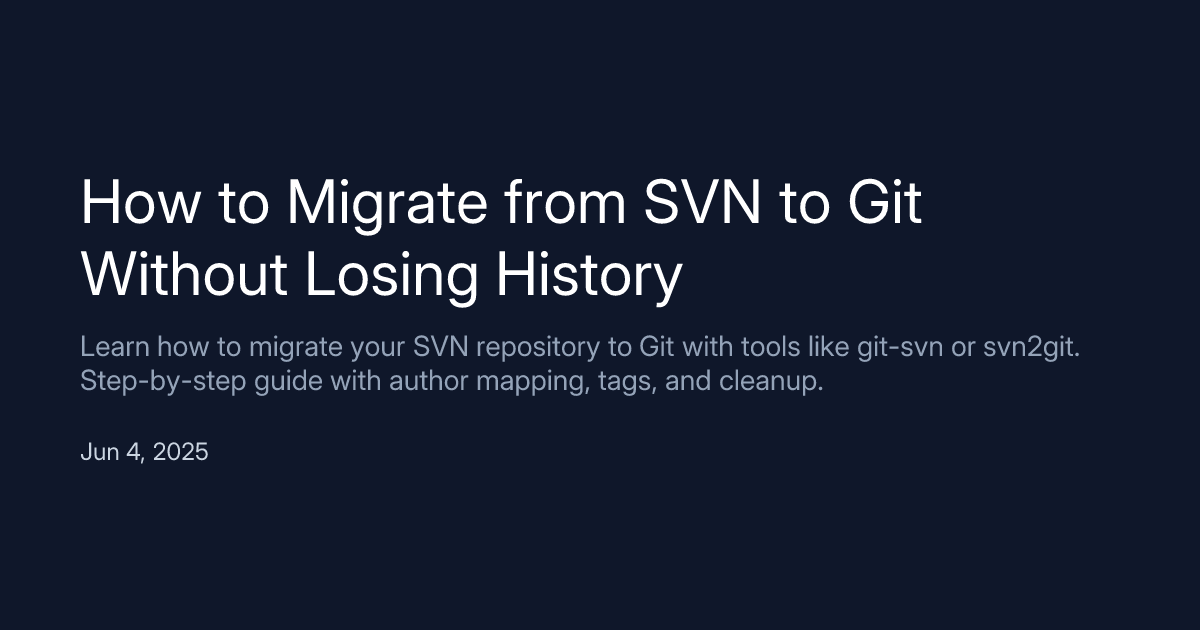 How to Migrate from SVN to Git
Without Losing History
Learn how to migrate your SVN repository to Git with tools like git-svn or svn2git.
Step-by-step guide with author mapping, tags, and cleanup.
Jun 4, 2025